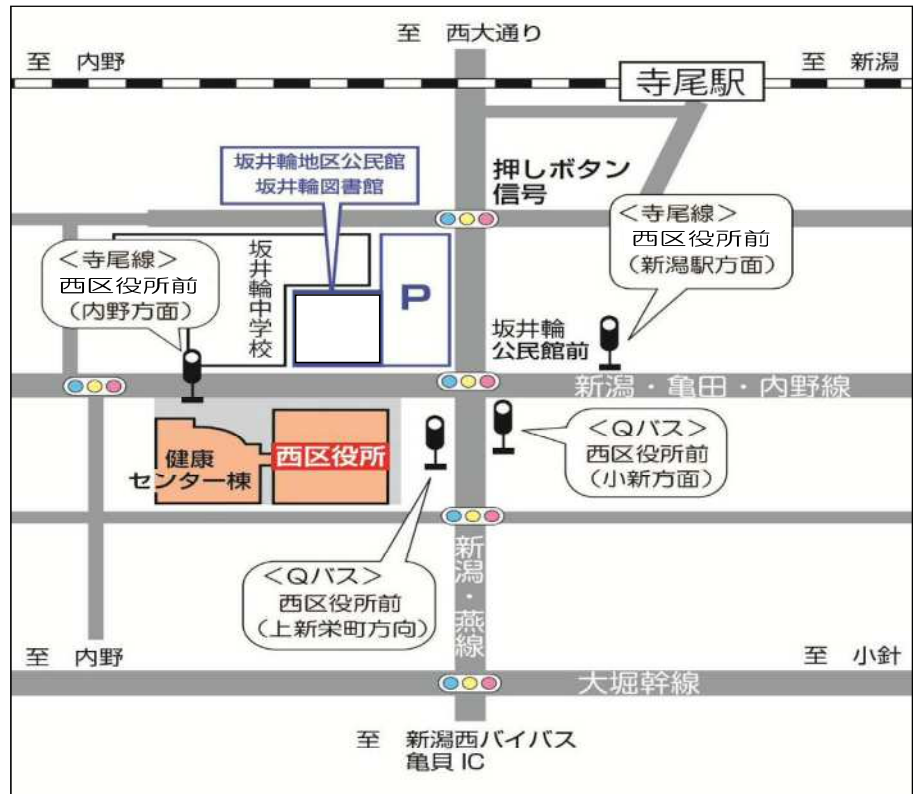 至 西大通り
至 内野
至 新潟
寺尾駅
坂井輪地区公民館
坂井輪図書館
押しボタン
信号
＜寺尾線＞
西区役所前
（新潟駅方面）
＜寺尾線＞
西区役所前
（内野方面）
坂井輪中学校
P
坂井輪
公民館前
新潟・亀田・内野線
健康
センター棟
西区役所
＜Qバス＞
西区役所前
（小新方面）
＜Qバス＞
西区役所前
（上新栄町方向）
新潟・燕線
至 内野
至 小針
大堀幹線
至 新潟西バイパス
亀貝 IC